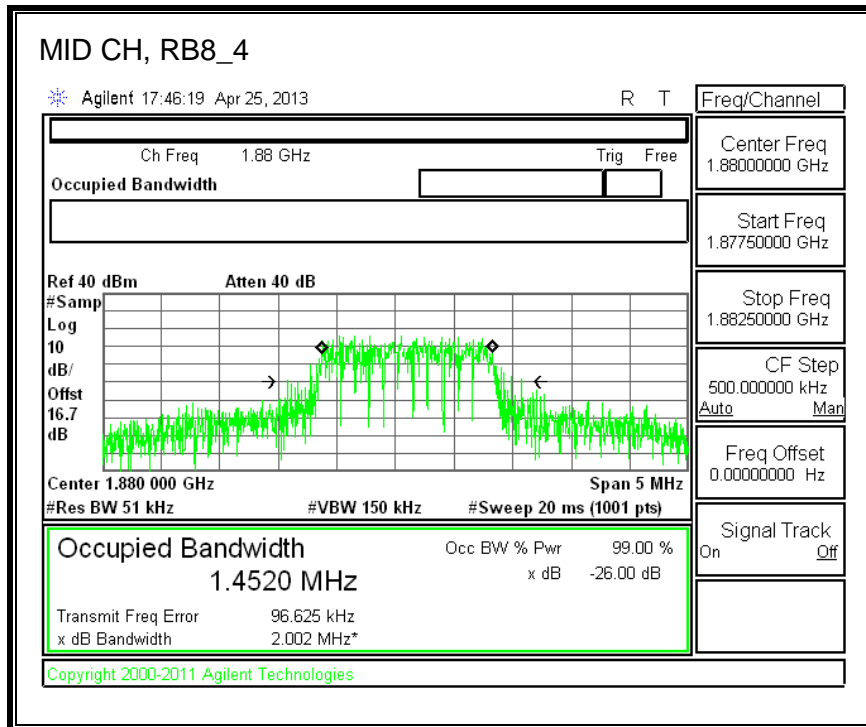 MID CH, RB8_4
Agilent 17:46:19 Apr 25, 2013 R T
Freq/Channel
Ch Freq 1.88 GHz Trig Free
Occupied Bandwidth
Center Freq
1.88000000 GHz
Start Freq
1.87750000 GHz
Stop Freq
1.88250000 GHz
CF Step
500.000000 kHz
Auto Man
Freq Offset
0.00000000 Hz
Signal Track
On Off
Ref 40 dBm Atten 40 dB
#Samp
Log
10
dB/
Offst
16.7
dB
Center 1.880 000 GHz Span 5 MHz
#Res BW 51 kHz #VBW 150 kHz #Sweep 20 ms (1001 pts)
Occupied Bandwidth Occ BW % Pwr 99.00 %
1.4520 MHz x dB -26.00 dB
Transmit Freq Error 96.625 kHz
x dB Bandwidth 2.002 MHz*
Copyright 2000-2011 Agilent Technologies